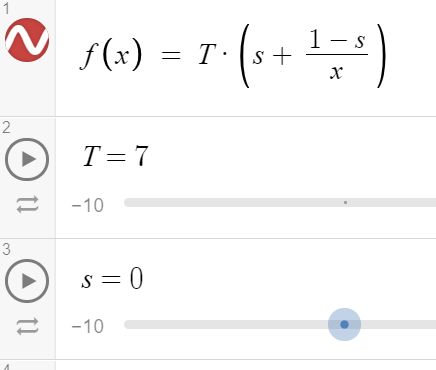 1
f(x) = T · (s + (1 − s)/x)
2
T = 7
−10
3
s = 0
−10
4